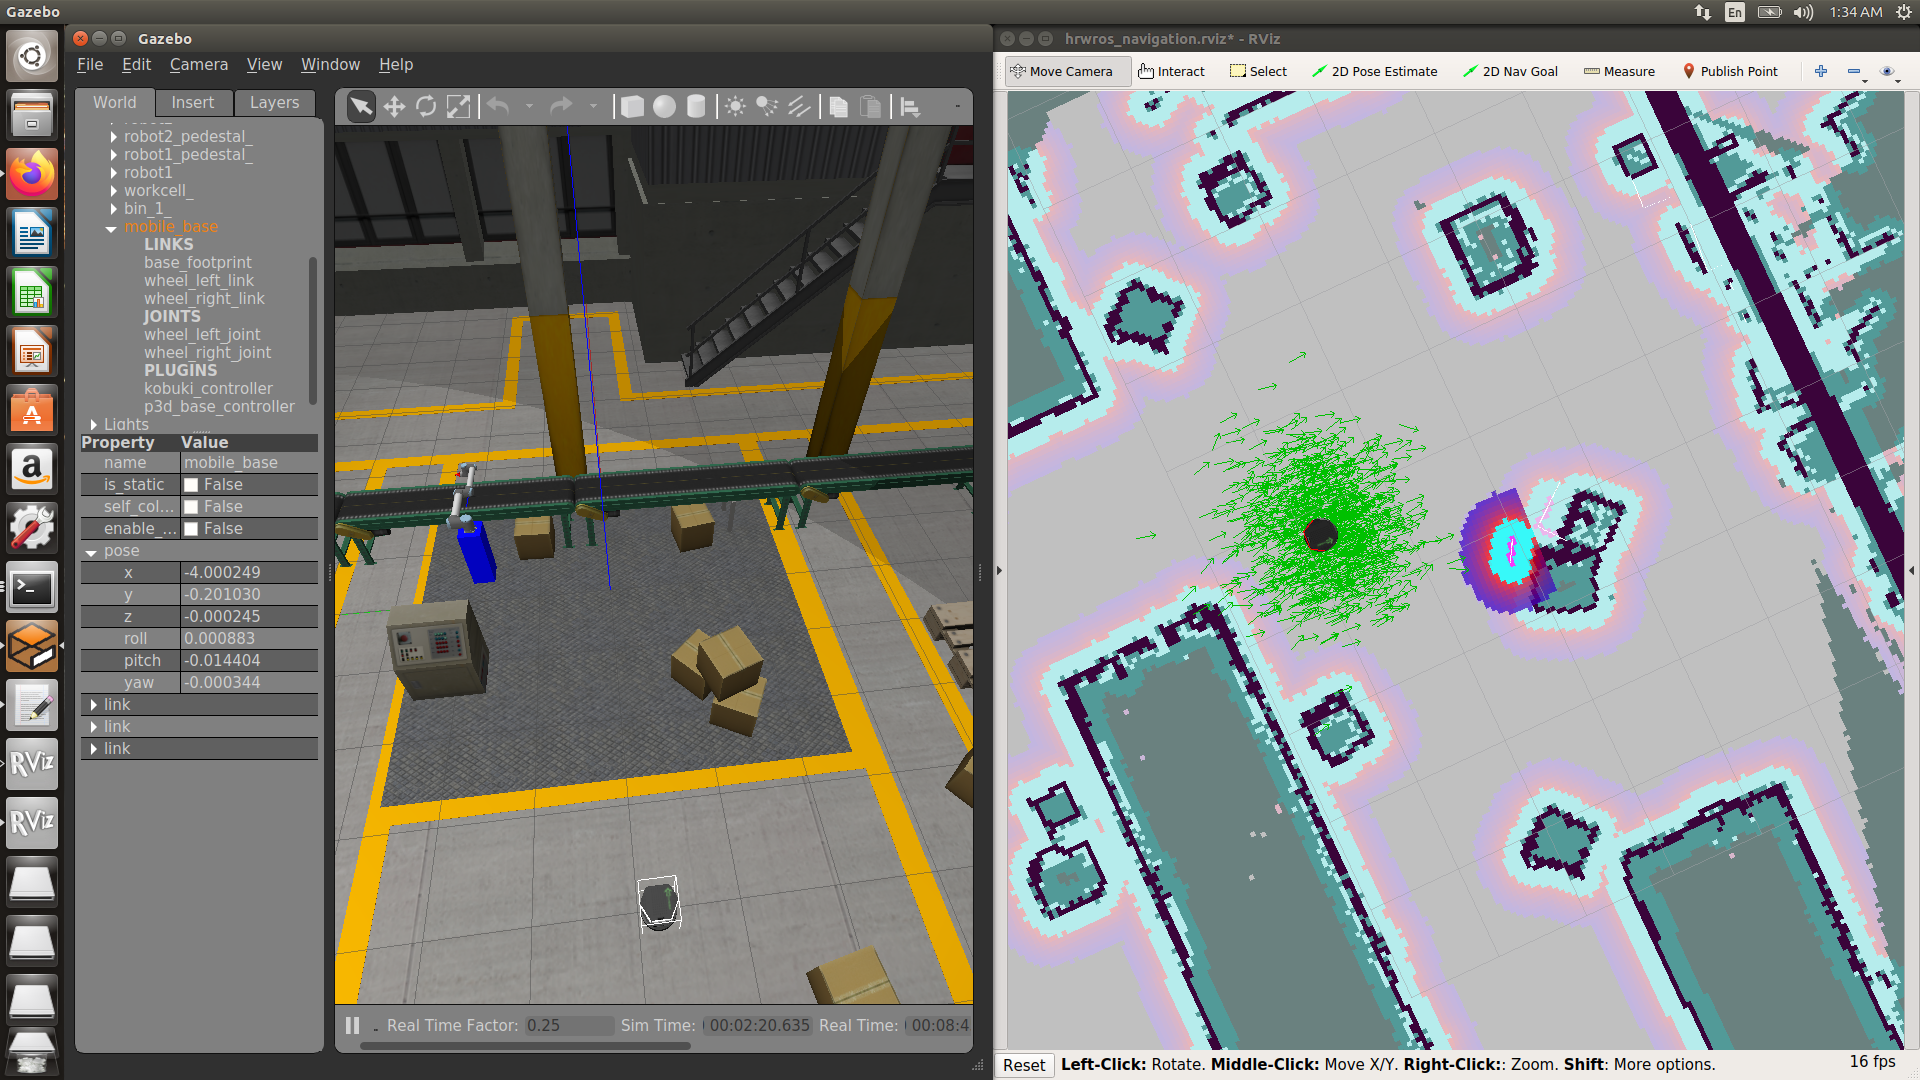 Gazebo
En
1:34 AM
Gazebo
File Edit Camera View Window Help
World Insert Layers
robot2_pedestal_
robot1_pedestal_
robot1
workcell_
bin_1_
mobile_base
LINKS
base_footprint
wheel_left_link
wheel_right_link
JOINTS
wheel_left_joint
wheel_right_joint
PLUGINS
kobuki_controller
p3d_base_controller
Lights
Property Value
name mobile_base
is_static False
self_col... False
enable_... False
pose
x -4.000249
y -0.201030
z -0.000245
roll 0.000883
pitch -0.014404
yaw -0.000344
link
link
link
Real Time Factor: 0.25 Sim Time: 00:02:20.635 Real Time: 00:08:4
hrwros_navigation.rviz* - RViz
Move Camera Interact Select 2D Pose Estimate 2D Nav Goal Measure Publish Point
Reset Left-Click: Rotate. Middle-Click: Move X/Y. Right-Click:: Zoom. Shift: More options. 16 fps
RViz
RViz